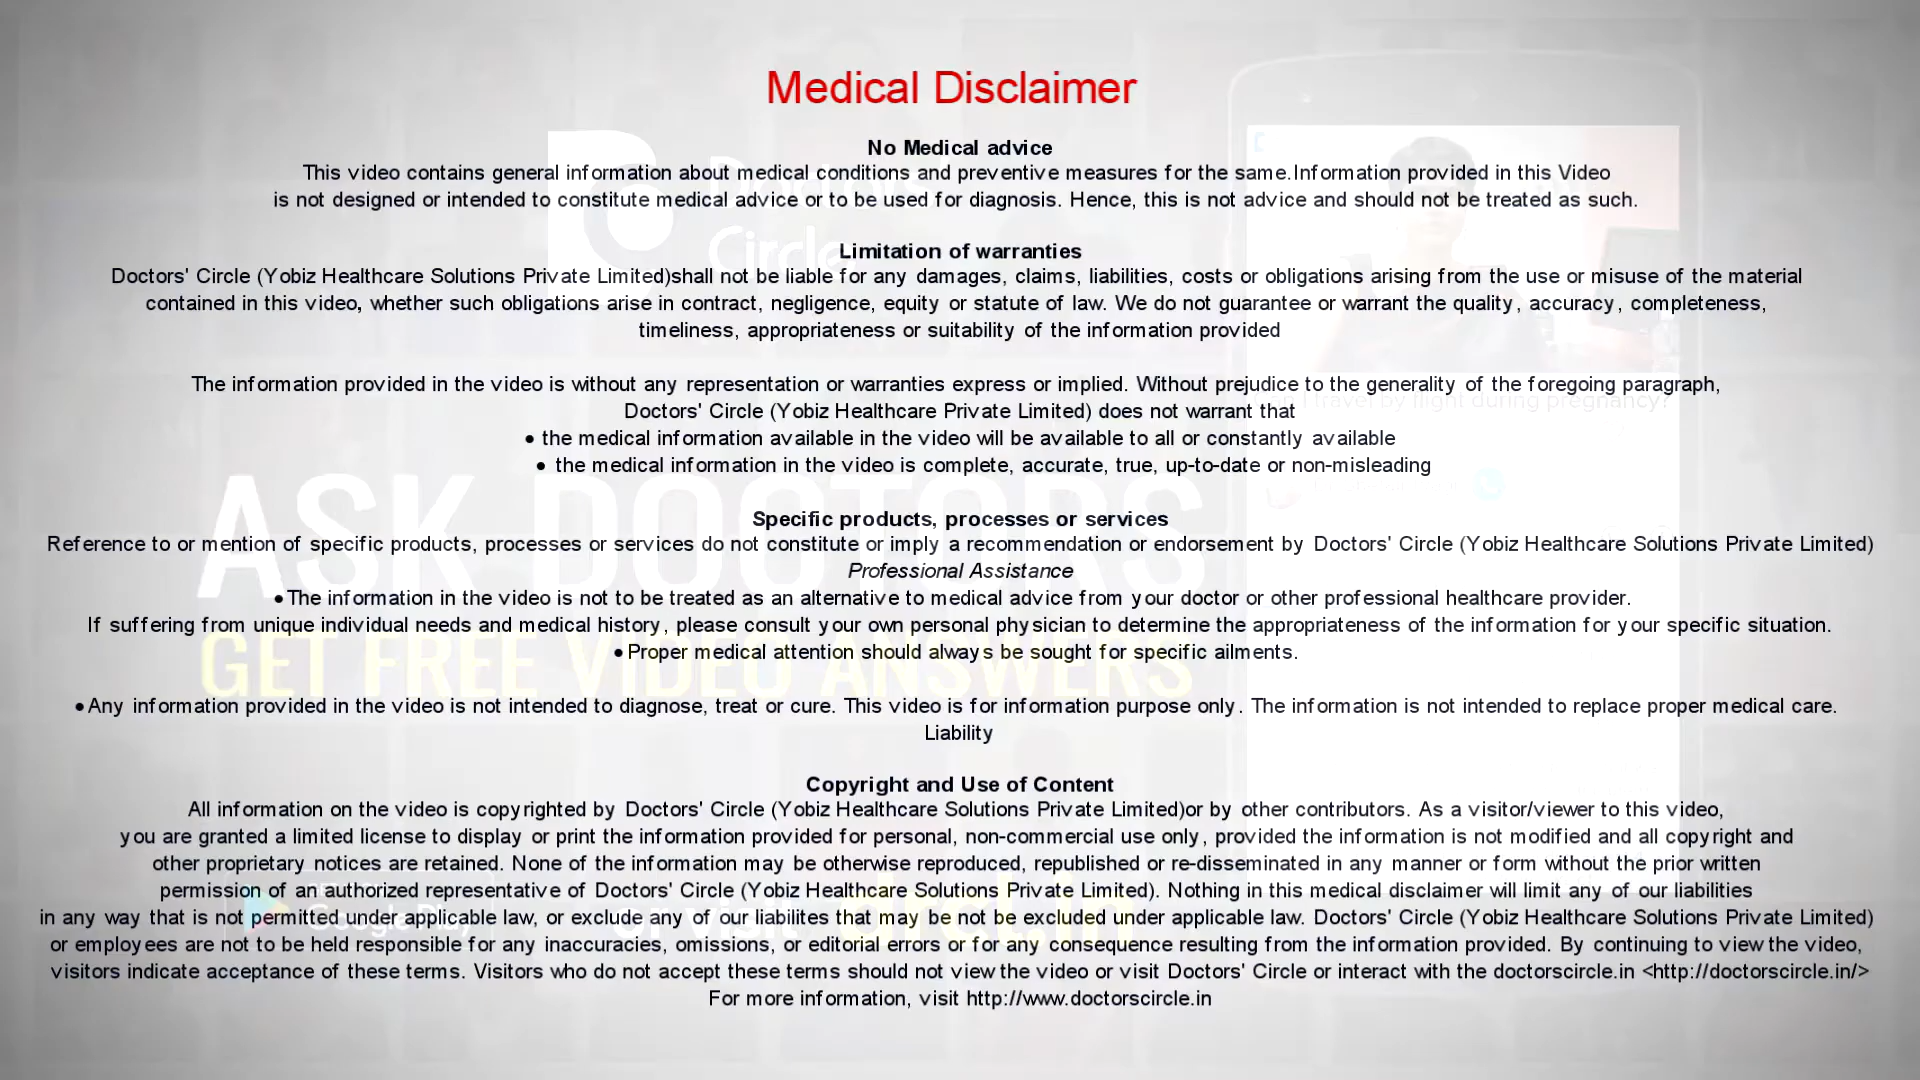 Medical Disclaimer
No Medical advice
This video contains general information about medical conditions and preventive measures for the same.Information provided in this Video
is not designed or intended to constitute medical advice or to be used for diagnosis. Hence, this is not advice and should not be treated as such.
Limitation of warranties
Doctors' Circle (Yobiz Healthcare Solutions Private Limited)shall not be liable for any damages, claims, liabilities, costs or obligations arising from the use or misuse of the material
contained in this video, whether such obligations arise in contract, negligence, equity or statute of law. We do not guarantee or warrant the quality, accuracy, completeness,
timeliness, appropriateness or suitability of the information provided
The information provided in the video is without any representation or warranties express or implied. Without prejudice to the generality of the foregoing paragraph,
Doctors' Circle (Yobiz Healthcare Private Limited) does not warrant that
• the medical information available in the video will be available to all or constantly available
• the medical information in the video is complete, accurate, true, up-to-date or non-misleading
Specific products, processes or services
Reference to or mention of specific products, processes or services do not constitute or imply a recommendation or endorsement by Doctors' Circle (Yobiz Healthcare Solutions Private Limited)
Professional Assistance
•The information in the video is not to be treated as an alternative to medical advice from your doctor or other professional healthcare provider.
If suffering from unique individual needs and medical history, please consult your own personal physician to determine the appropriateness of the information for your specific situation.
•Proper medical attention should always be sought for specific ailments.
•Any information provided in the video is not intended to diagnose, treat or cure. This video is for information purpose only. The information is not intended to replace proper medical care.
Liability
Copyright and Use of Content
All information on the video is copyrighted by Doctors' Circle (Yobiz Healthcare Solutions Private Limited)or by other contributors. As a visitor/viewer to this video,
you are granted a limited license to display or print the information provided for personal, non-commercial use only, provided the information is not modified and all copyright and
other proprietary notices are retained. None of the information may be otherwise reproduced, republished or re-disseminated in any manner or form without the prior written
permission of an authorized representative of Doctors' Circle (Yobiz Healthcare Solutions Private Limited). Nothing in this medical disclaimer will limit any of our liabilities
in any way that is not permitted under applicable law, or exclude any of our liabilites that may be not be excluded under applicable law. Doctors' Circle (Yobiz Healthcare Solutions Private Limited)
or employees are not to be held responsible for any inaccuracies, omissions, or editorial errors or for any consequence resulting from the information provided. By continuing to view the video,
visitors indicate acceptance of these terms. Visitors who do not accept these terms should not view the video or visit Doctors' Circle or interact with the doctorscircle.in <http://doctorscircle.in/>
For more information, visit http://www.doctorscircle.in
Doctors'
Circle
Can I travel by flight during pregnancy?
ASK DOCTORS
GET FREE VIDEO ANSWERS
Google Play
or visit drcl.in